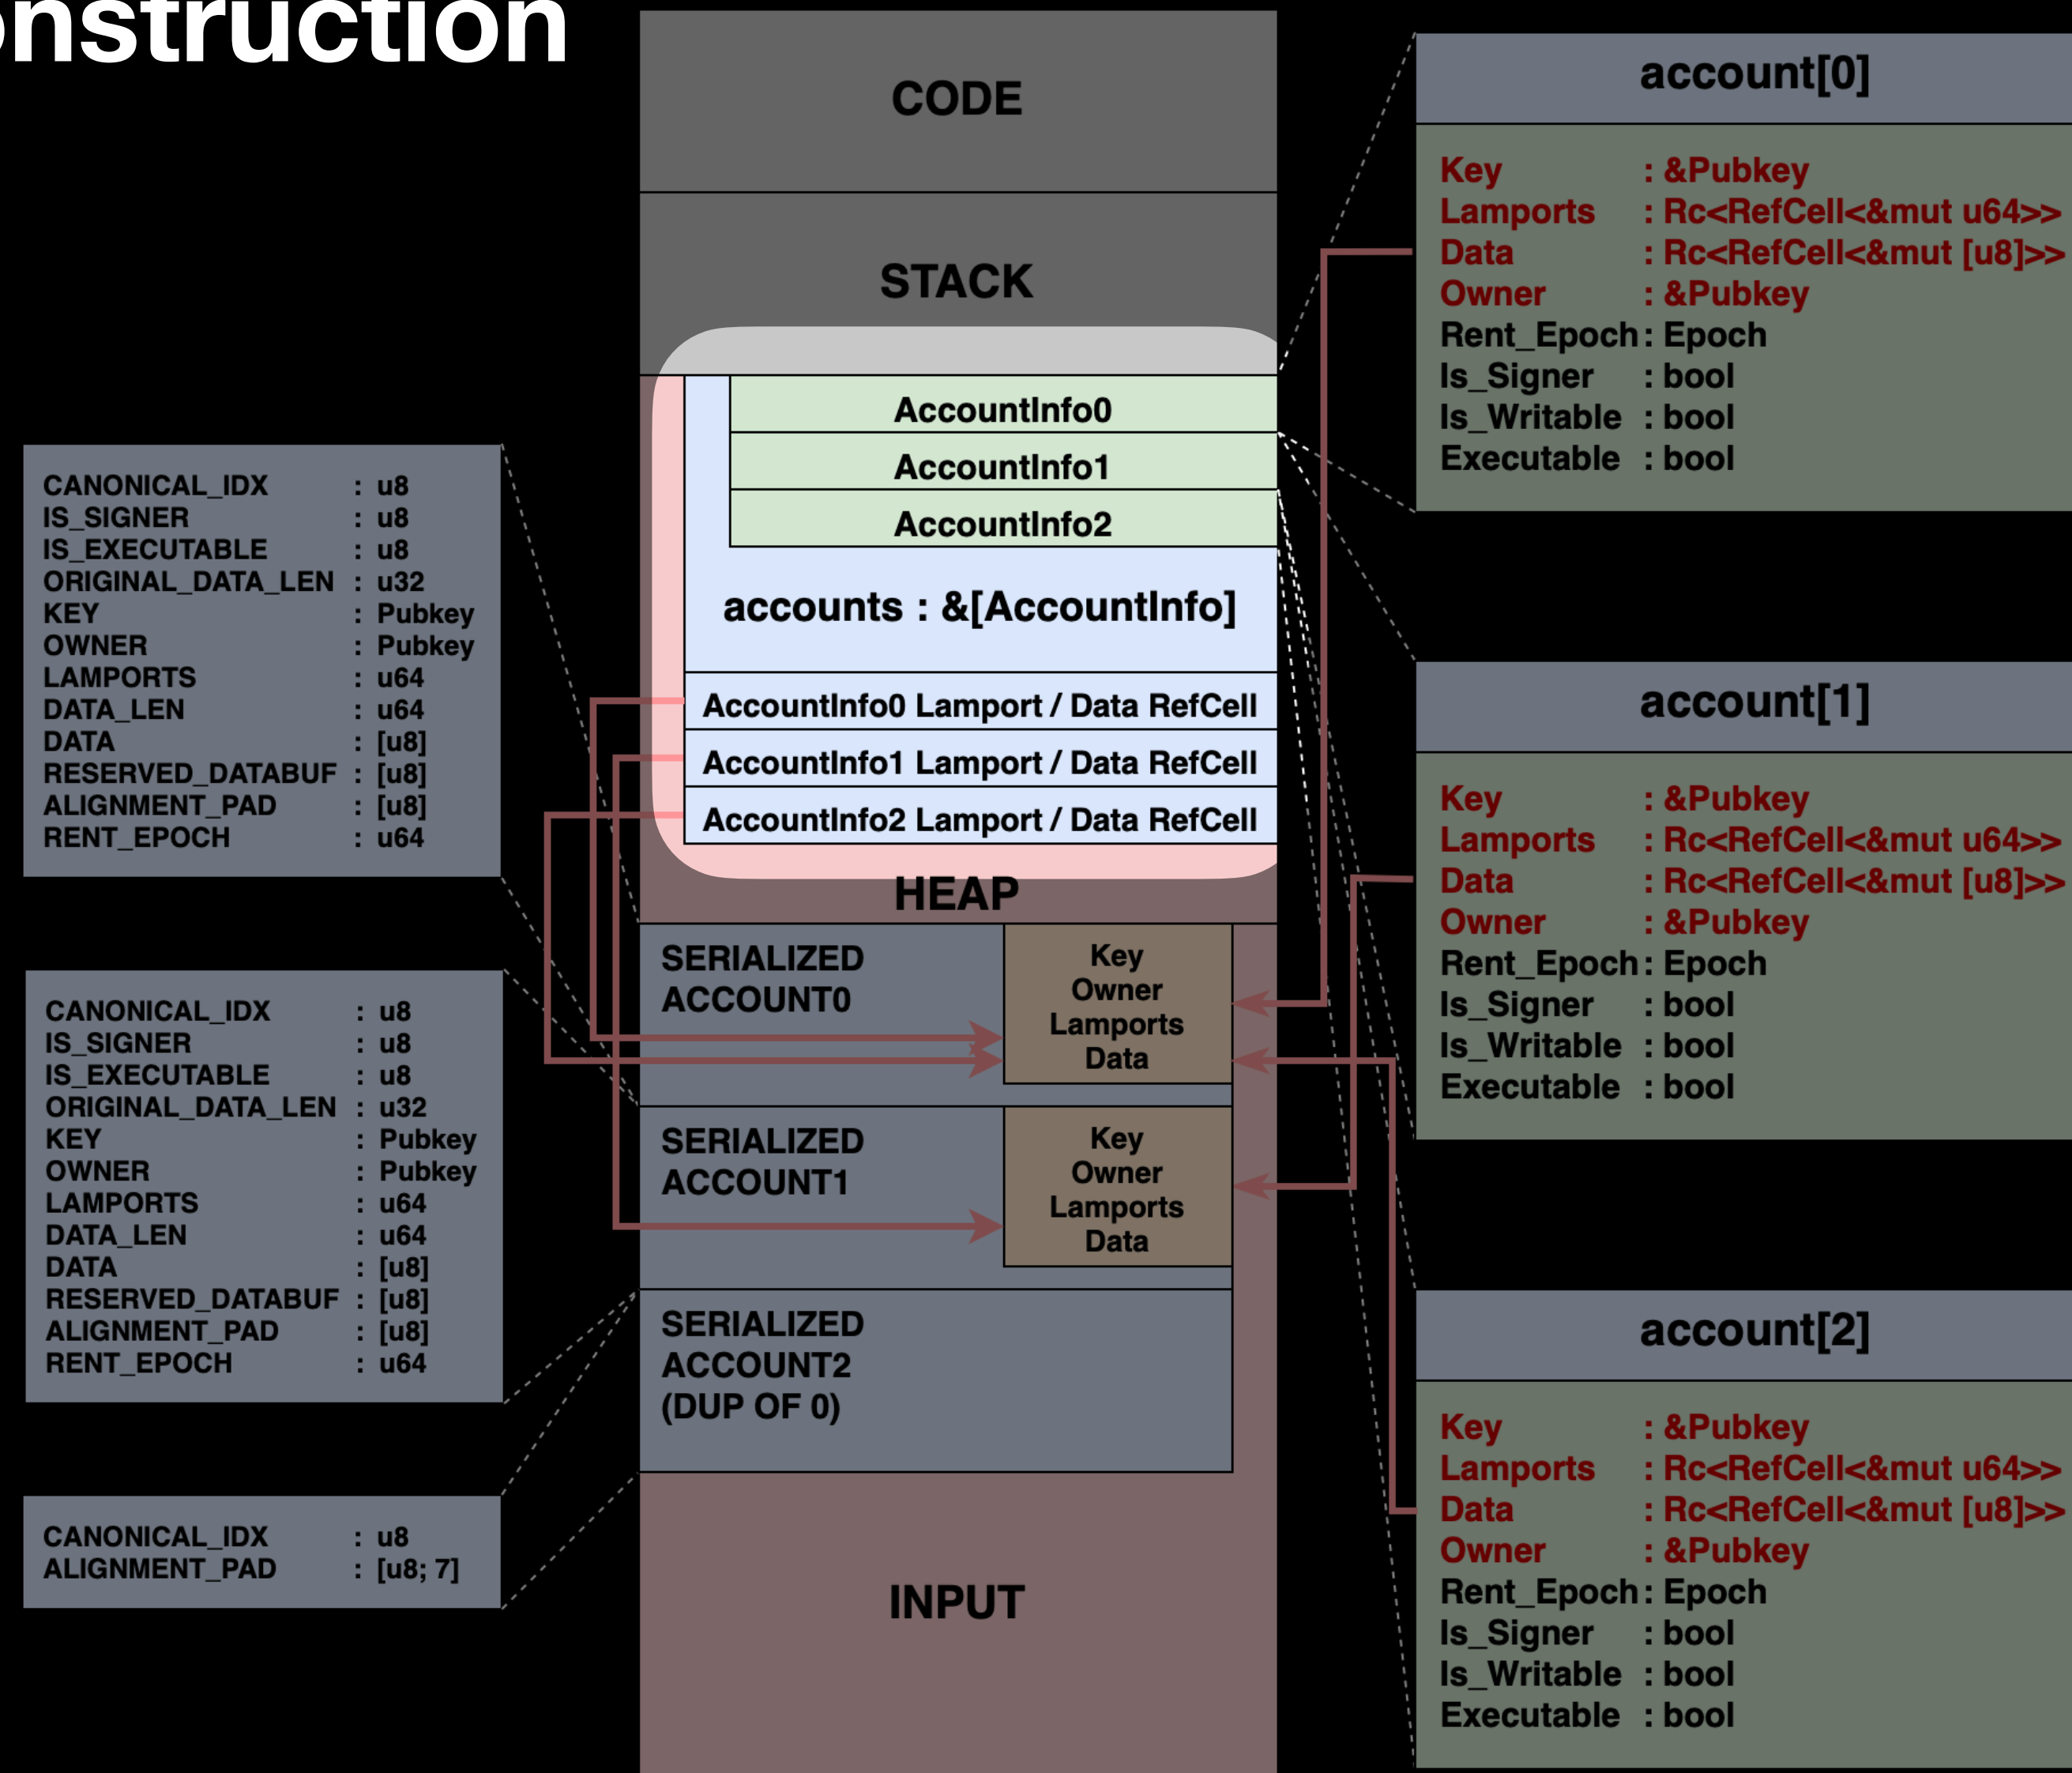 onstruction
CODE
STACK
AccountInfo0
AccountInfo1
AccountInfo2
accounts : &[AccountInfo]
AccountInfo0 Lamport / Data RefCell
AccountInfo1 Lamport / Data RefCell
AccountInfo2 Lamport / Data RefCell
HEAP
SERIALIZED
ACCOUNT0
Key
Owner
Lamports
Data
SERIALIZED
ACCOUNT1
Key
Owner
Lamports
Data
SERIALIZED
ACCOUNT2
(DUP OF 0)
INPUT
CANONICAL_IDX : u8
IS_SIGNER : u8
IS_EXECUTABLE : u8
ORIGINAL_DATA_LEN : u32
KEY : Pubkey
OWNER : Pubkey
LAMPORTS : u64
DATA_LEN : u64
DATA : [u8]
RESERVED_DATABUF : [u8]
ALIGNMENT_PAD : [u8]
RENT_EPOCH : u64
CANONICAL_IDX : u8
IS_SIGNER : u8
IS_EXECUTABLE : u8
ORIGINAL_DATA_LEN : u32
KEY : Pubkey
OWNER : Pubkey
LAMPORTS : u64
DATA_LEN : u64
DATA : [u8]
RESERVED_DATABUF : [u8]
ALIGNMENT_PAD : [u8]
RENT_EPOCH : u64
CANONICAL_IDX : u8
ALIGNMENT_PAD : [u8; 7]
account[0]
Key : &Pubkey
Lamports : Rc<RefCell<&mut u64>>
Data : Rc<RefCell<&mut [u8]>>
Owner : &Pubkey
Rent_Epoch : Epoch
Is_Signer : bool
Is_Writable : bool
Executable : bool
account[1]
Key : &Pubkey
Lamports : Rc<RefCell<&mut u64>>
Data : Rc<RefCell<&mut [u8]>>
Owner : &Pubkey
Rent_Epoch : Epoch
Is_Signer : bool
Is_Writable : bool
Executable : bool
account[2]
Key : &Pubkey
Lamports : Rc<RefCell<&mut u64>>
Data : Rc<RefCell<&mut [u8]>>
Owner : &Pubkey
Rent_Epoch : Epoch
Is_Signer : bool
Is_Writable : bool
Executable : bool